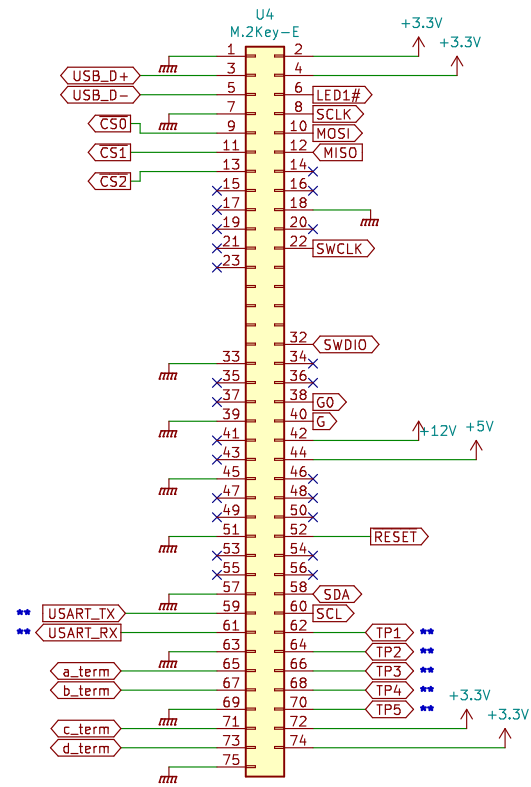 U4
M.2Key-E
+3.3V
+3.3V
1 2
USB_D+ 3 4
USB_D- 5 6 LED1#
7 8 SCLK
CS0 9 10 MOSI
CS1 11 12 MISO
CS2 13 14
15 16
17 18
19 20
21 22 SWCLK
23
32 SWDIO
33 34
35 36
37 38 G0
39 40 G
41 42 +12V +5V
43 44
45 46
47 48
49 50
51 52 RESET
53 54
55 56
57 58 SDA
** USART_TX 59 60 SCL
** USART_RX 61 62 TP1 **
63 64 TP2 **
a_term 65 66 TP3 **
b_term 67 68 TP4 **
69 70 TP5 **
+3.3V
c_term 71 72
+3.3V
d_term 73 74
75